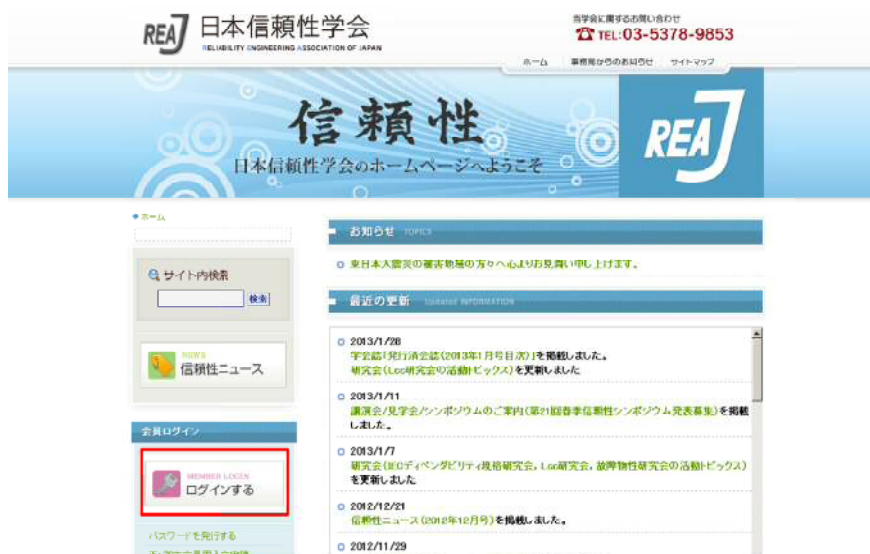 REAJ 日本信頼性学会
RELIABILITY ENGINEERING ASSOCIATION OF JAPAN
当学会に関するお問い合わせ
TEL:03-5378-9853
ホーム 事務局からのお知らせ サイトマップ
信頼性
日本信頼性学会のホームページへようこそ
REAJ
ホーム
お知らせ TOPICS
東日本大震災の被害地域の方々へ心よりお見舞い申し上げます。
サイト内検索
検索
最近の更新 Updated INFORMATION
2013/1/28
学会誌「発行済会誌(2013年1月号目次)」を掲載しました。
研究会(Lcc研究会の活動トピックス)を更新しました
NEWS
信頼性ニュース
2013/1/11
講演会/見学会/シンポジウムのご案内(第21回春季信頼性シンポジウム発表募集)を掲載
しました。
会員ログイン
2013/1/7
研究会(IECディペンダビリティ規格研究会,Lcc研究会,故障物性研究会の活動トピックス)
を更新しました
MEMBER LOGIN
ログインする
2012/12/21
信頼性ニュース(2012年12月号)を掲載しました。
パスワードを発行する
2012/11/29